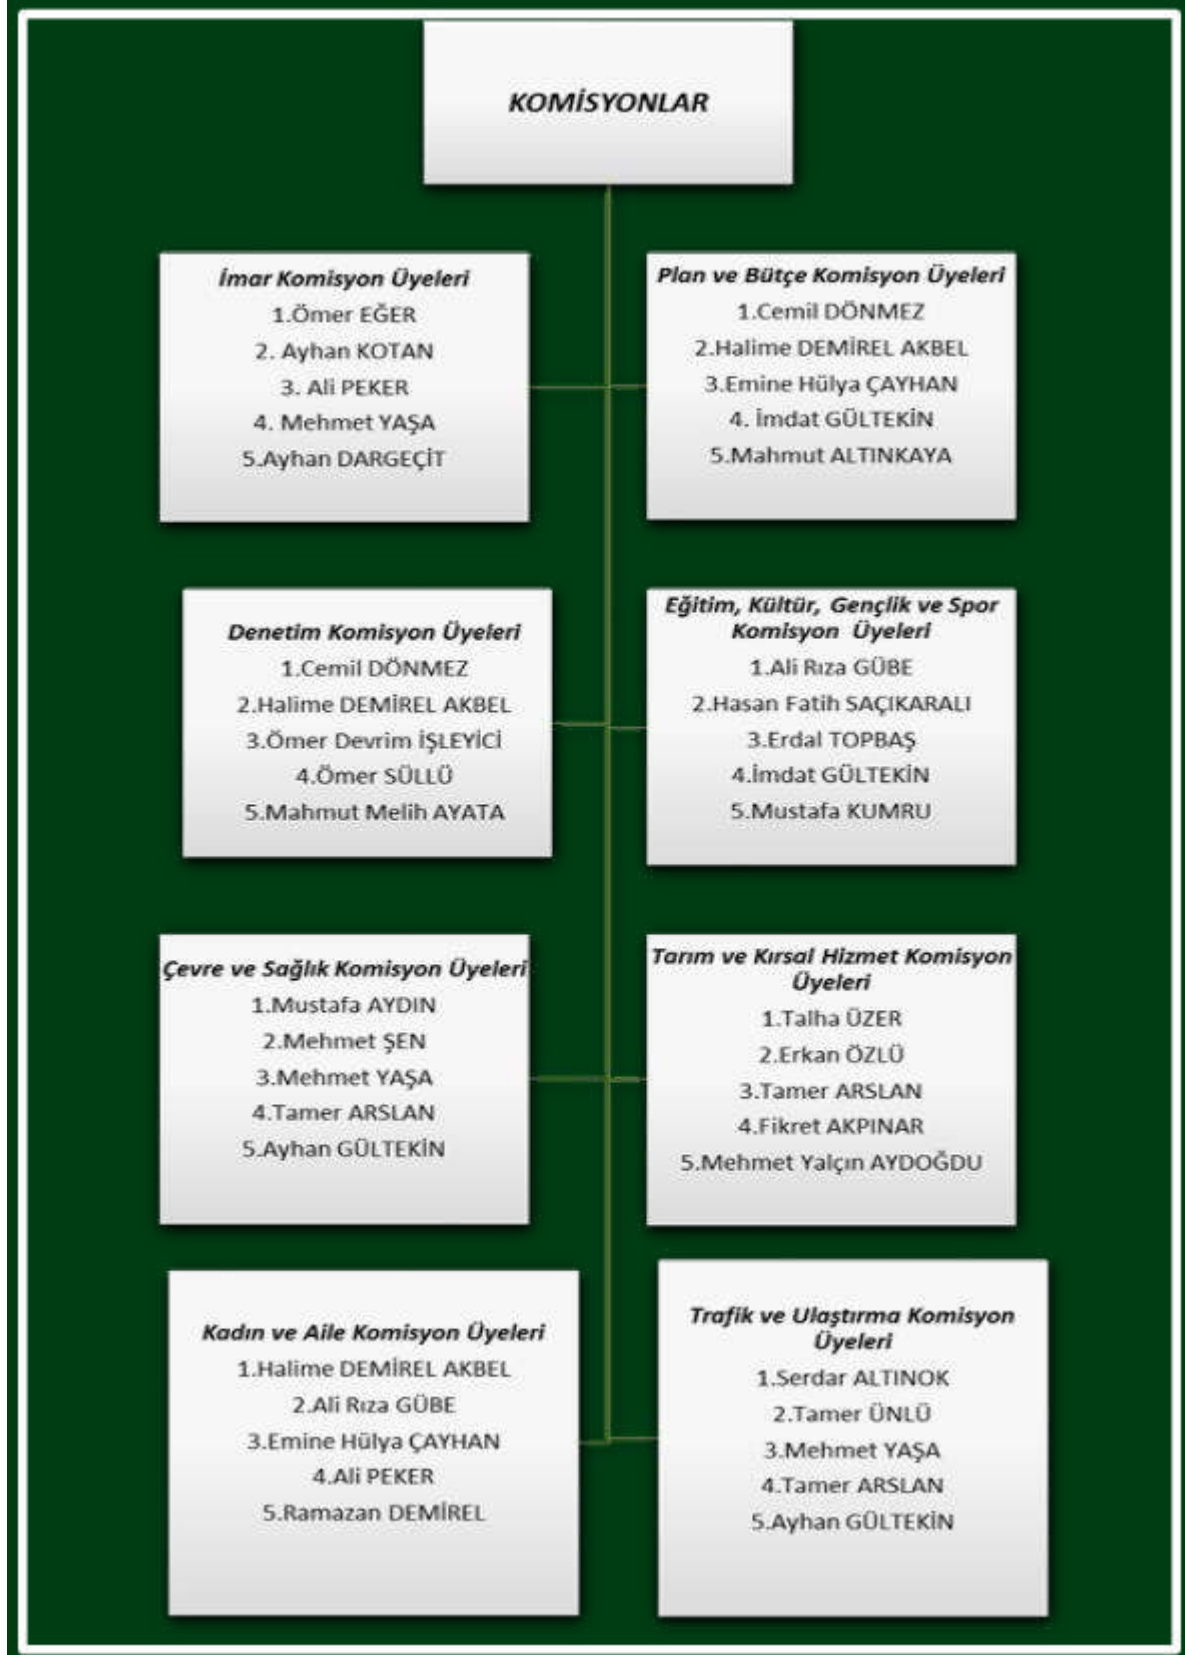 KOMİSYONLAR
İmar Komisyon Üyeleri
1.Ömer EĞER
2. Ayhan KOTAN
3. Ali PEKER
4. Mehmet YAŞA
5.Ayhan DARGEÇİT
Plan ve Bütçe Komisyon Üyeleri
1.Cemil DÖNMEZ
2.Halime DEMİREL AKBEL
3.Emine Hülya ÇAYHAN
4. İmdat GÜLTEKİN
5.Mahmut ALTINKAYA
Denetim Komisyon Üyeleri
1.Cemil DÖNMEZ
2.Halime DEMİREL AKBEL
3.Ömer Devrim İŞLEYİCİ
4.Ömer SÜLLÜ
5.Mahmut Melih AYATA
Eğitim, Kültür, Gençlik ve Spor
Komisyon  Üyeleri
1.Ali Rıza GÜBE
2.Hasan Fatih SAÇIKARALI
3.Erdal TOPBAŞ
4.İmdat GÜLTEKİN
5.Mustafa KUMRU
Çevre ve Sağlık Komisyon Üyeleri
1.Mustafa AYDIN
2.Mehmet ŞEN
3.Mehmet YAŞA
4.Tamer ARSLAN
5.Ayhan GÜLTEKİN
Tarım ve Kırsal Hizmet Komisyon
Üyeleri
1.Talha ÜZER
2.Erkan ÖZLÜ
3.Tamer ARSLAN
4.Fikret AKPINAR
5.Mehmet Yalçın AYDOĞDU
Kadın ve Aile Komisyon Üyeleri
1.Halime DEMİREL AKBEL
2.Ali Rıza GÜBE
3.Emine Hülya ÇAYHAN
4.Ali PEKER
5.Ramazan DEMİREL
Trafik ve Ulaştırma Komisyon
Üyeleri
1.Serdar ALTINOK
2.Tamer ÜNLÜ
3.Mehmet YAŞA
4.Tamer ARSLAN
5.Ayhan GÜLTEKİN